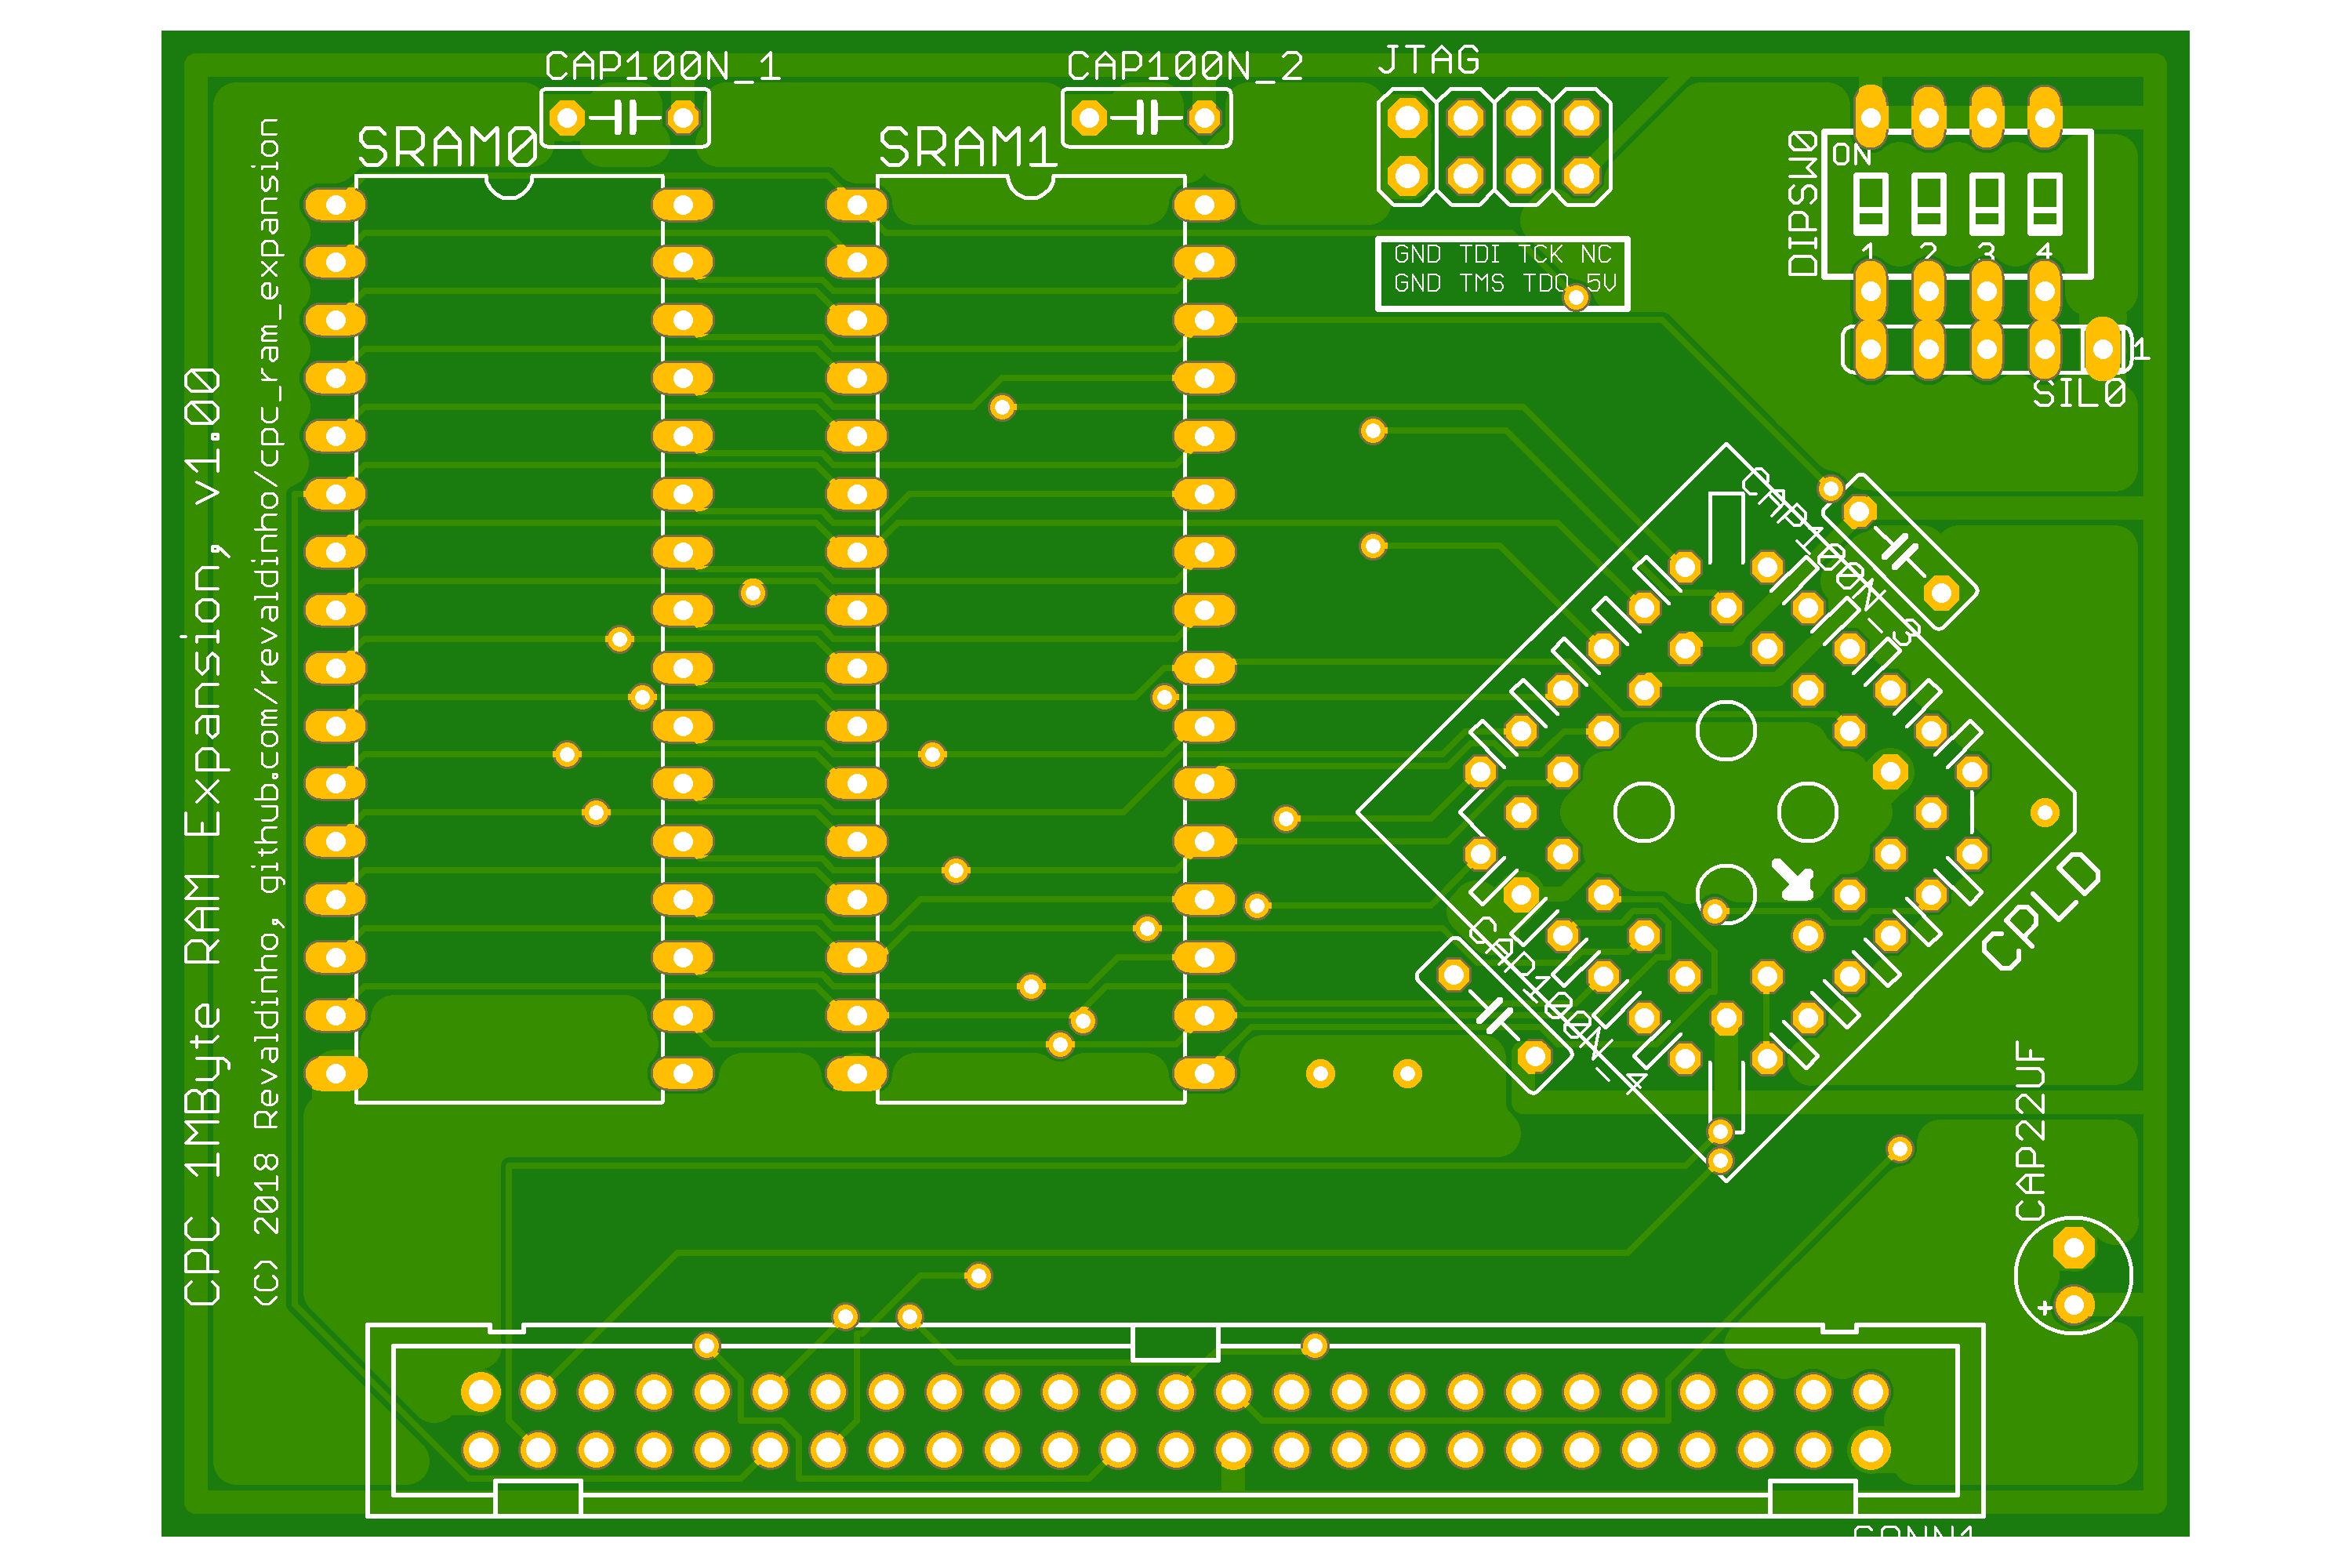 CAP100N_1
CAP100N_2
JTAG
SRAM0
SRAM1
DIPSW0
ON
1 2 3 4
GND TDI TCK NC
GND TMS TDO 5V
1
SIL0
CAP100N_3
CPC 1MByte RAM Expansion, v1.00
(C) 2018 Revaldinho, github.com/revaldinho/cpc_ram_expansion
CPLD
CAP100N_4
CAP22UF
+
CONN1